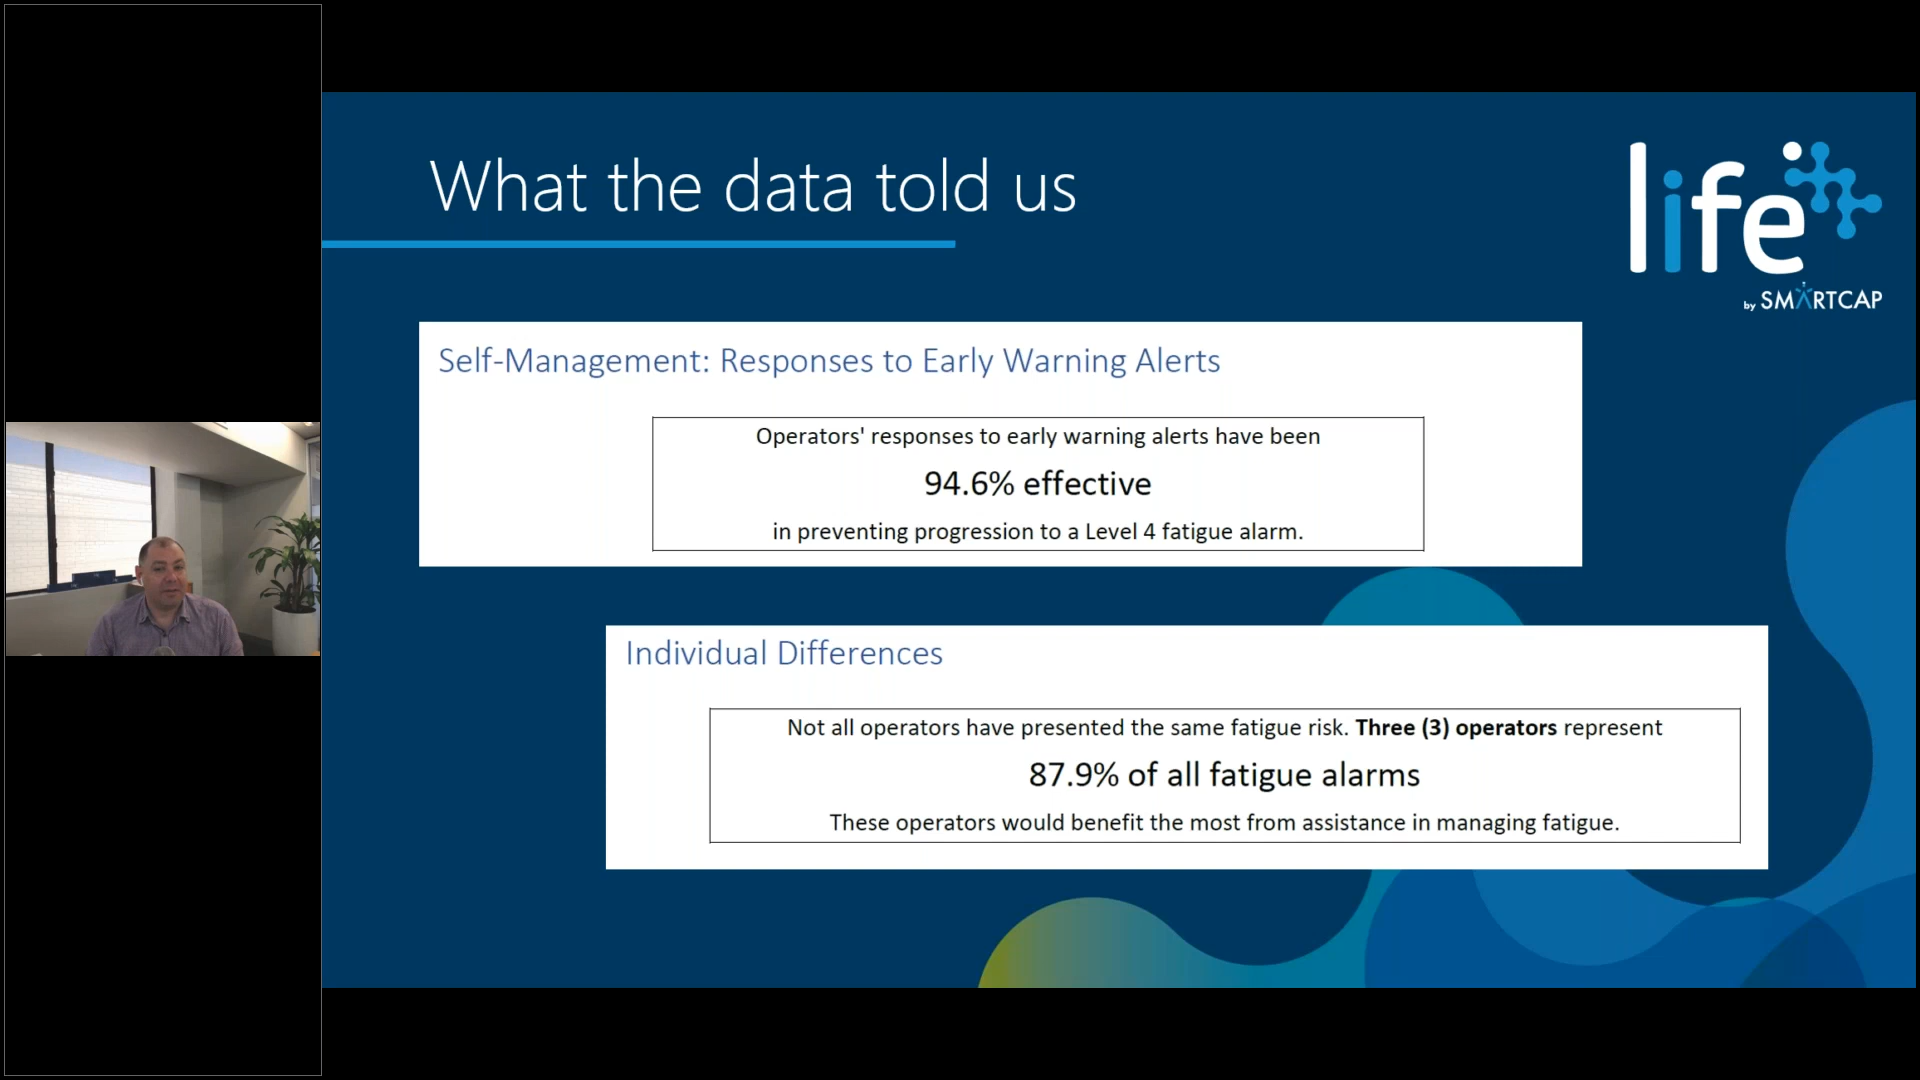 What the data told us
life
by SMARTCAP
Self-Management: Responses to Early Warning Alerts
Operators' responses to early warning alerts have been
94.6% effective
in preventing progression to a Level 4 fatigue alarm.
Individual Differences
Not all operators have presented the same fatigue risk. Three (3) operators represent
87.9% of all fatigue alarms
These operators would benefit the most from assistance in managing fatigue.